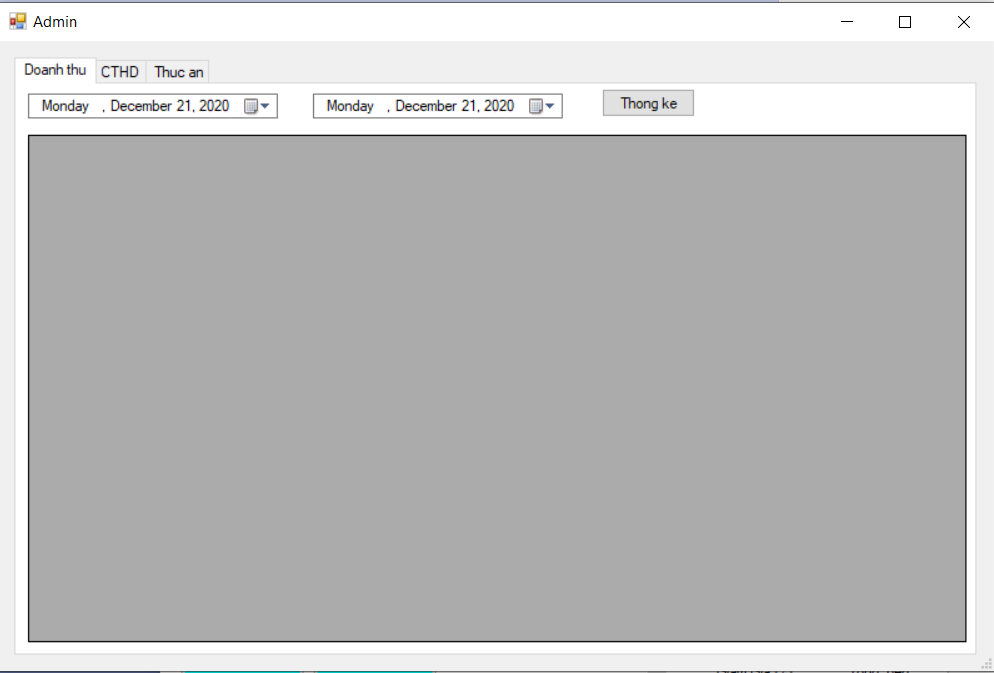 Admin
Doanh thu CTHD Thuc an
Monday , December 21, 2020 Monday , December 21, 2020 Thong ke